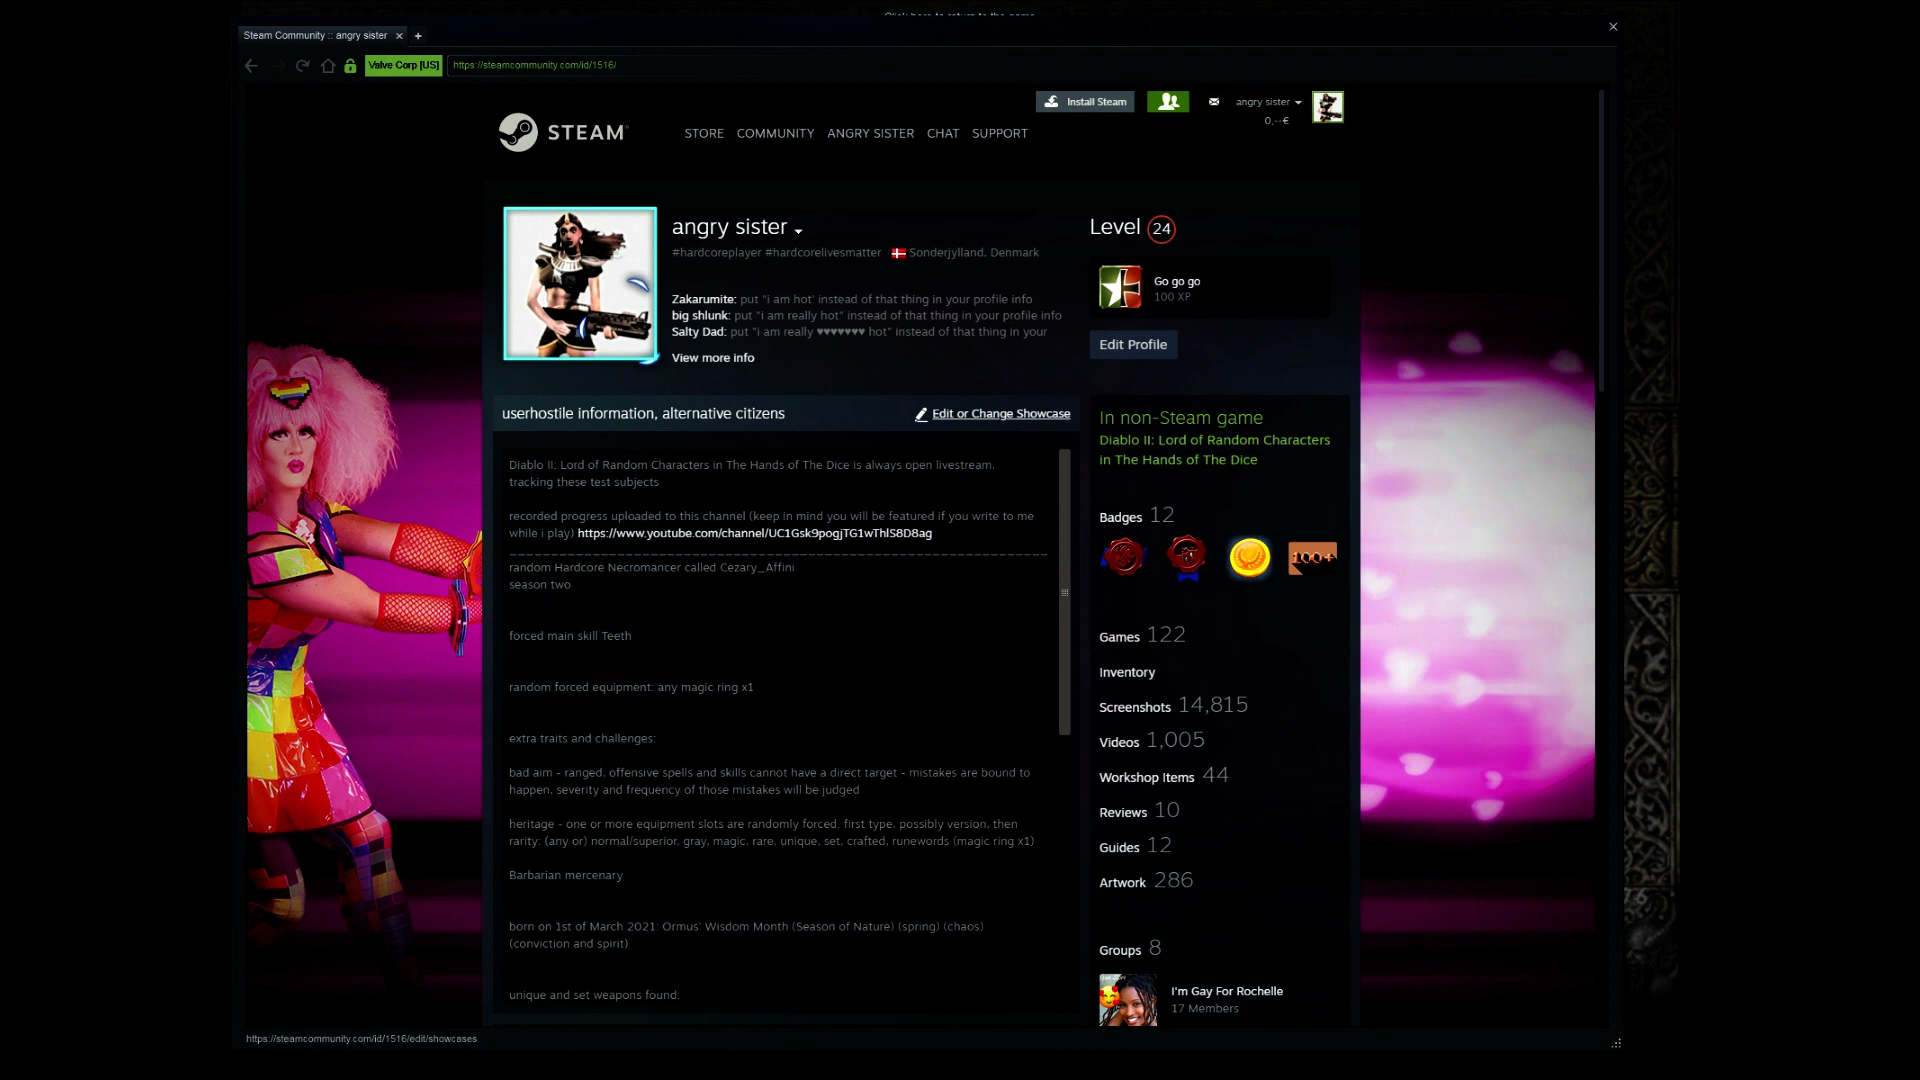 Click here to return to the game
Steam Community :: angry sister
Valve Corp [US]
https://steamcommunity.com/id/1516/
Install Steam
angry sister
0,--€
STEAM
STORE COMMUNITY ANGRY SISTER CHAT SUPPORT
angry sister
#hardcoreplayer #hardcorelivesmatter Sonderjylland, Denmark
Zakarumite: put "i am hot' instead of that thing in your profile info
big shlunk: put "i am really hot" instead of that thing in your profile info
Salty Dad: put "i am really ♥♥♥♥♥♥♥ hot" instead of that thing in your
View more info
Level 24
Go go go
100 XP
Edit Profile
userhostile information, alternative citizens
Edit or Change Showcase
Diablo II: Lord of Random Characters in The Hands of The Dice is always open livestream,
tracking these test subjects
recorded progress uploaded to this channel (keep in mind you will be featured if you write to me
while i play) https://www.youtube.com/channel/UC1Gsk9pogjTG1wThlS8D8ag
random Hardcore Necromancer called Cezary_Affini
season two
forced main skill Teeth
random forced equipment: any magic ring x1
extra traits and challenges:
bad aim - ranged, offensive spells and skills cannot have a direct target - mistakes are bound to
happen, severity and frequency of those mistakes will be judged
heritage - one or more equipment slots are randomly forced. first type, possibly version, then
rarity: (any or) normal/superior, gray, magic, rare, unique, set, crafted, runewords (magic ring x1)
Barbarian mercenary
born on 1st of March 2021: Ormus' Wisdom Month (Season of Nature) (spring) (chaos)
(conviction and spirit)
unique and set weapons found:
In non-Steam game
Diablo II: Lord of Random Characters
in The Hands of The Dice
Badges 12
100+
Games 122
Inventory
Screenshots 14,815
Videos 1,005
Workshop Items 44
Reviews 10
Guides 12
Artwork 286
Groups 8
I'm Gay For Rochelle
17 Members
https://steamcommunity.com/id/1516/edit/showcases